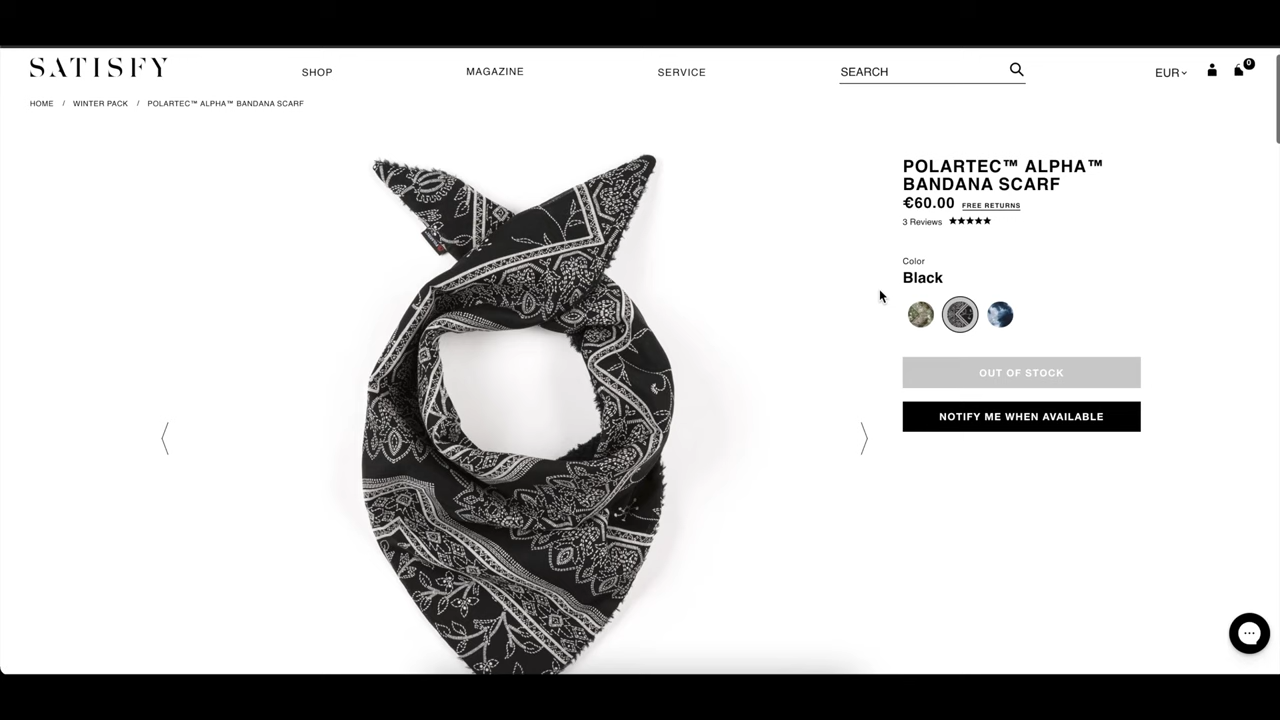 SATISFY
SHOP
MAGAZINE
SERVICE
SEARCH
EUR
0
HOME / WINTER PACK / POLARTEC™ ALPHA™ BANDANA SCARF
POLARTEC™ ALPHA™
BANDANA SCARF
€60.00 FREE RETURNS
3 Reviews ★★★★★
Color
Black
OUT OF STOCK
NOTIFY ME WHEN AVAILABLE